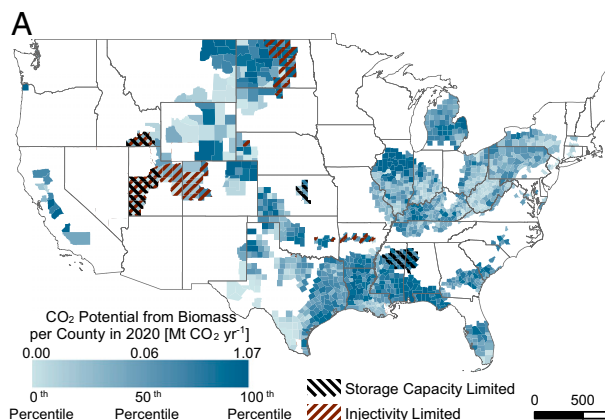 A
CO2 Potential from Biomass
per County in 2020 [Mt CO2 yr-1]
0.00 0.06 1.07
0th 50th 100th
Percentile Percentile Percentile
Storage Capacity Limited
Injectivity Limited
0 500